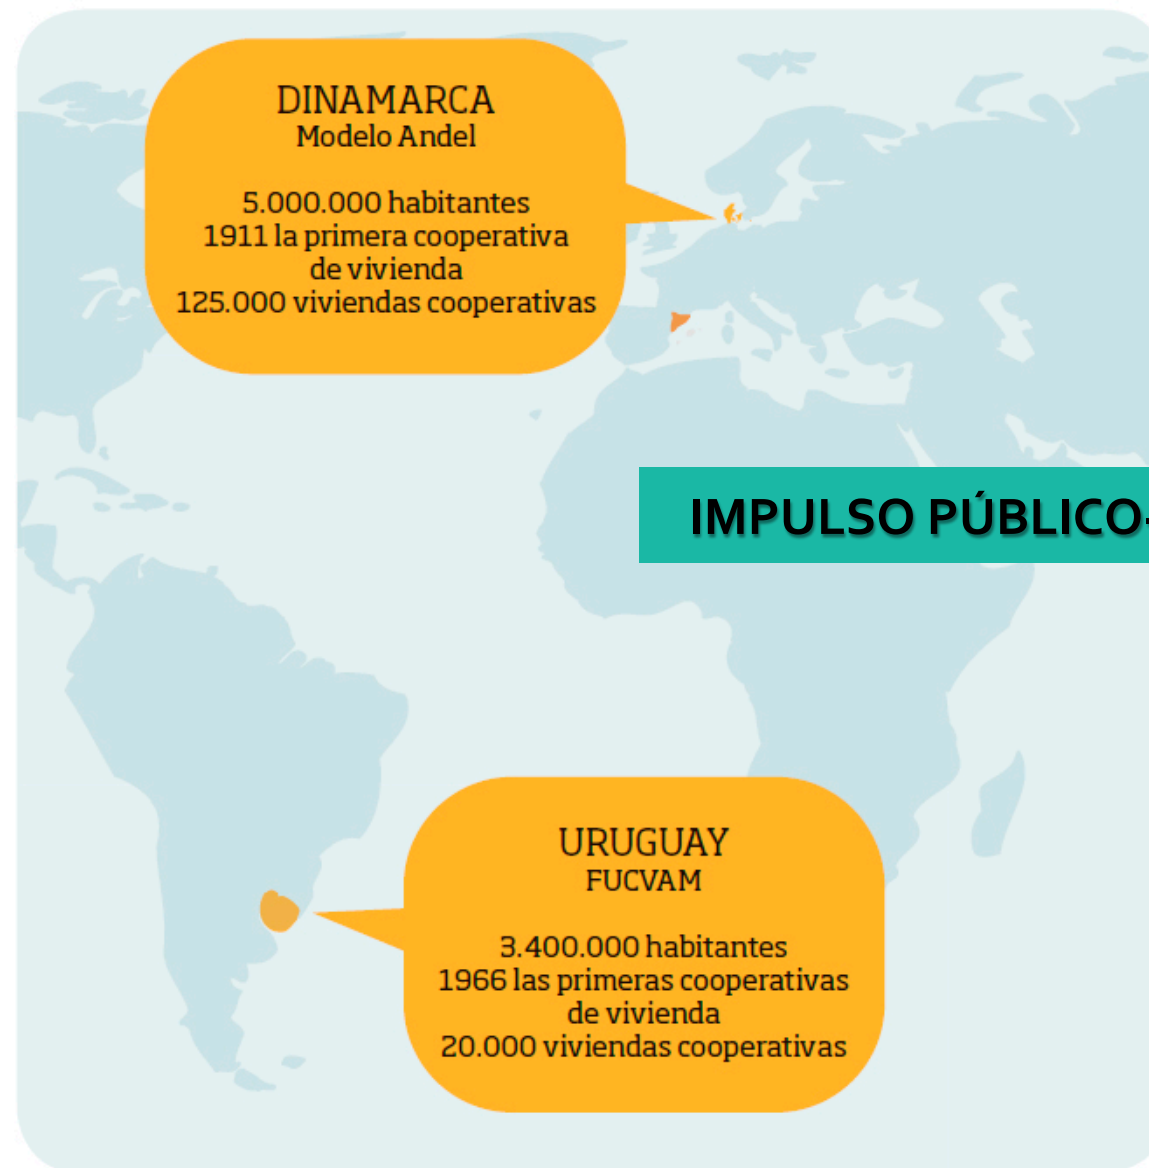 DINAMARCA
Modelo Andel
5.000.000 habitantes
1911 la primera cooperativa
de vivienda
125.000 viviendas cooperativas
IMPULSO PÚBLICO-
URUGUAY
FUCVAM
3.400.000 habitantes
1966 las primeras cooperativas
de vivienda
20.000 viviendas cooperativas